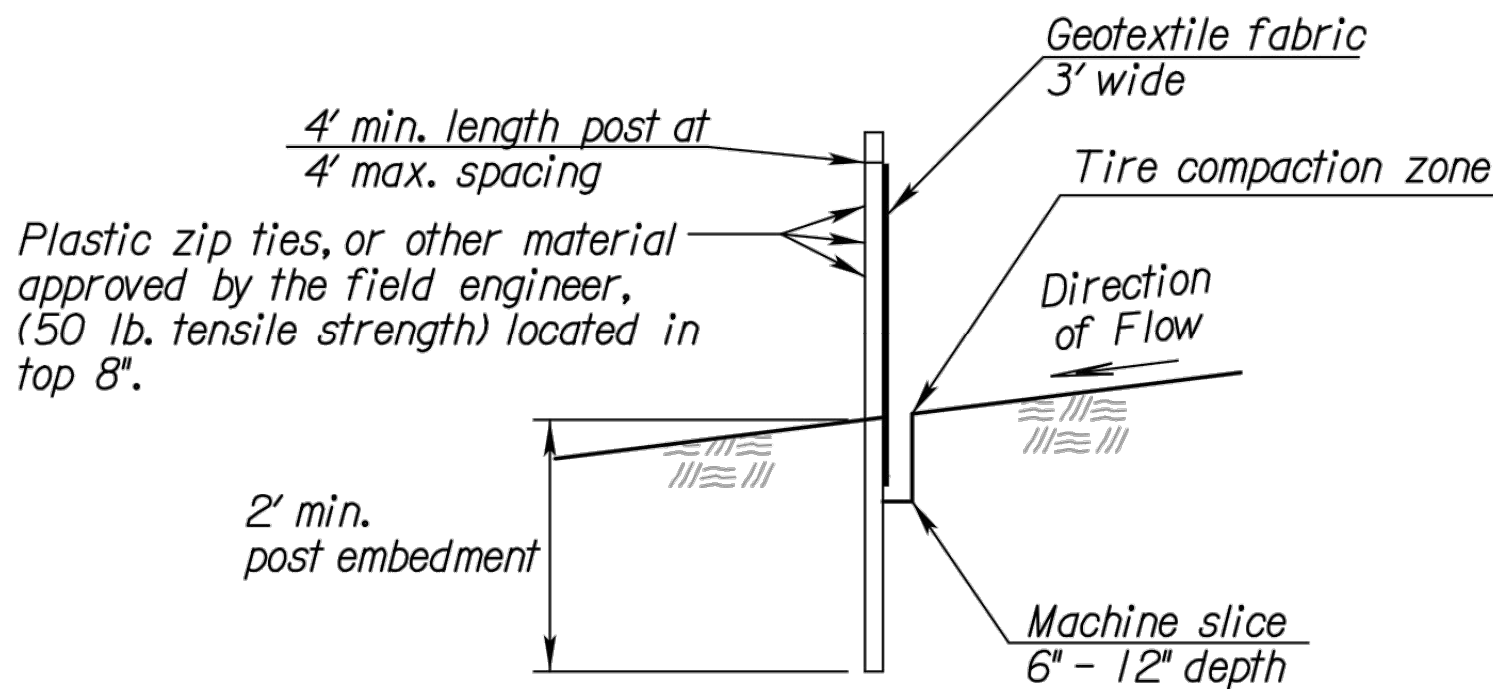 Geotextile fabric
3' wide
4' min. length post at
4' max. spacing
Tire compaction zone
Plastic zip ties, or other material
approved by the field engineer,
(50 lb. tensile strength) located in
top 8".
Direction
of Flow
2' min.
post embedment
Machine slice
6" - 12" depth